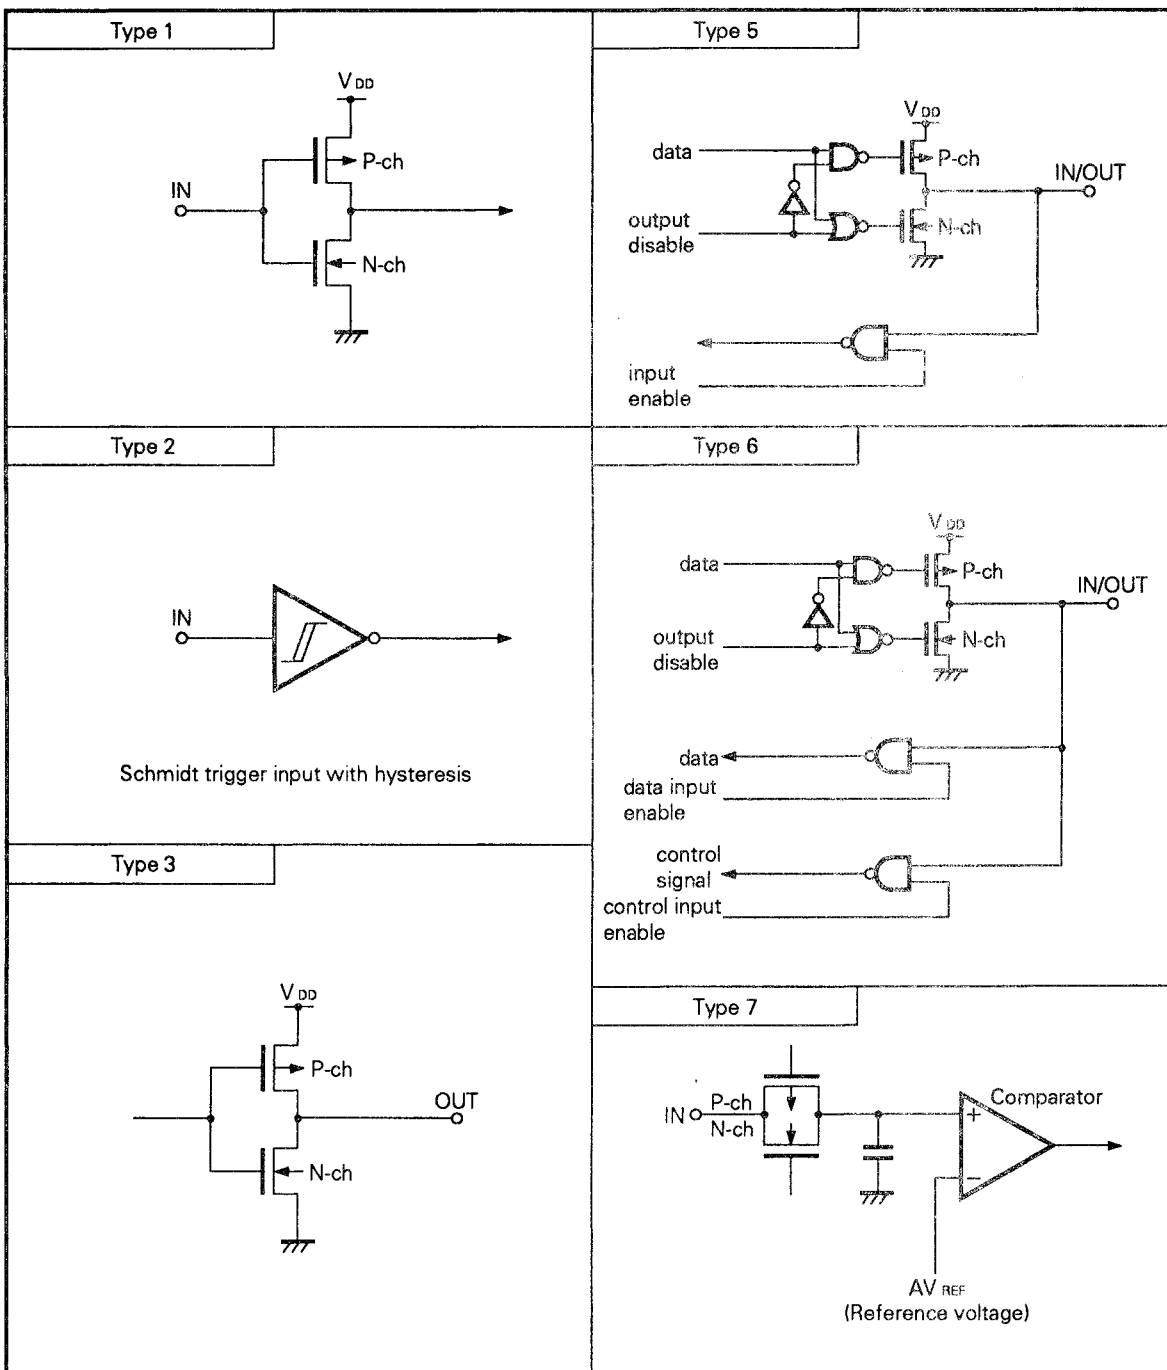 Type 1
VDD
P-ch
IN
N-ch
Type 2
IN
Schmidt trigger input with hysteresis
Type 3
VDD
P-ch
OUT
N-ch
Type 5
VDD
data
P-ch
IN/OUT
output
disable
N-ch
input
enable
Type 6
VDD
data
P-ch
IN/OUT
output
disable
N-ch
data
data input
enable
control
signal
control input
enable
Type 7
P-ch
IN
N-ch
Comparator
+
−
AVREF
(Reference voltage)